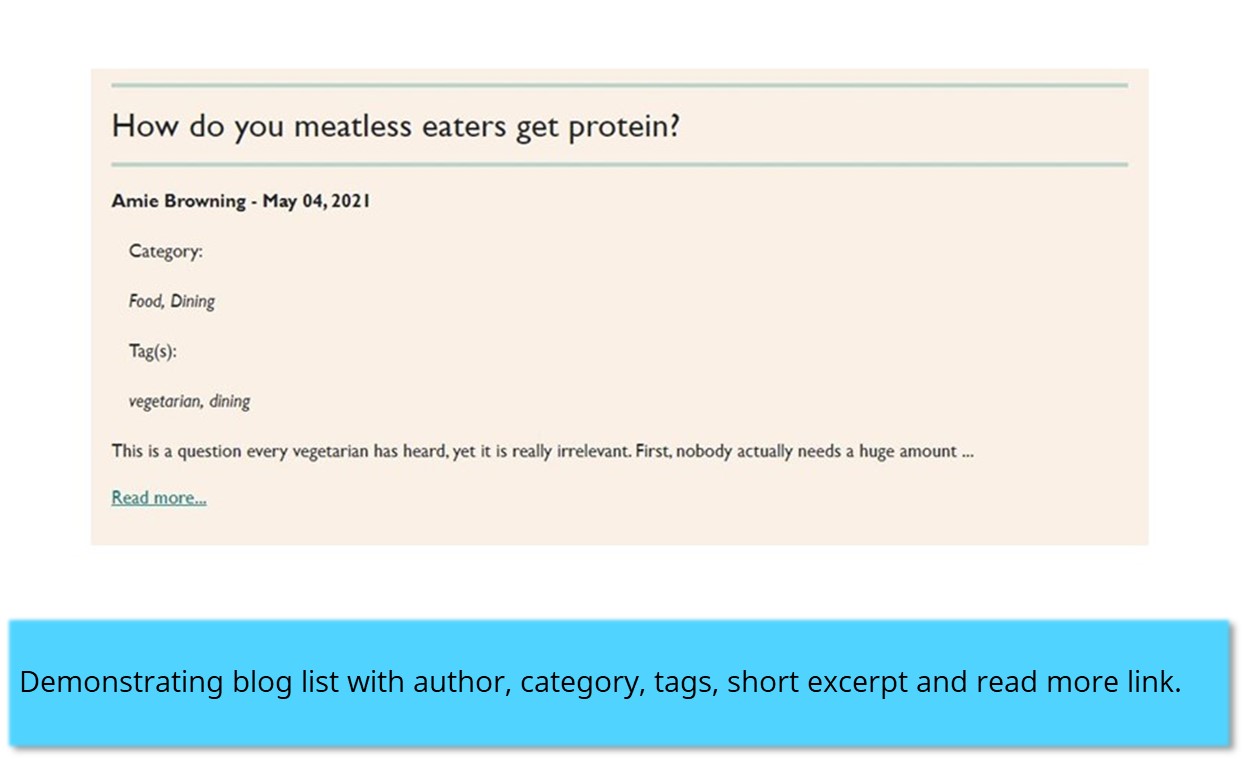 How do you meatless eaters get protein?
Amie Browning - May 04, 2021
Category:
Food, Dining
Tag(s):
vegetarian, dining
This is a question every vegetarian has heard, yet it is really irrelevant. First, nobody actually needs a huge amount ...
Read more...
Demonstrating blog list with author, category, tags, short excerpt and read more link.